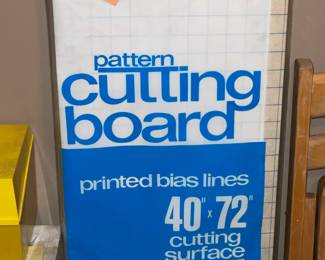 pattern
cutting
board
printed bias lines
40" x 72"
cutting
surface